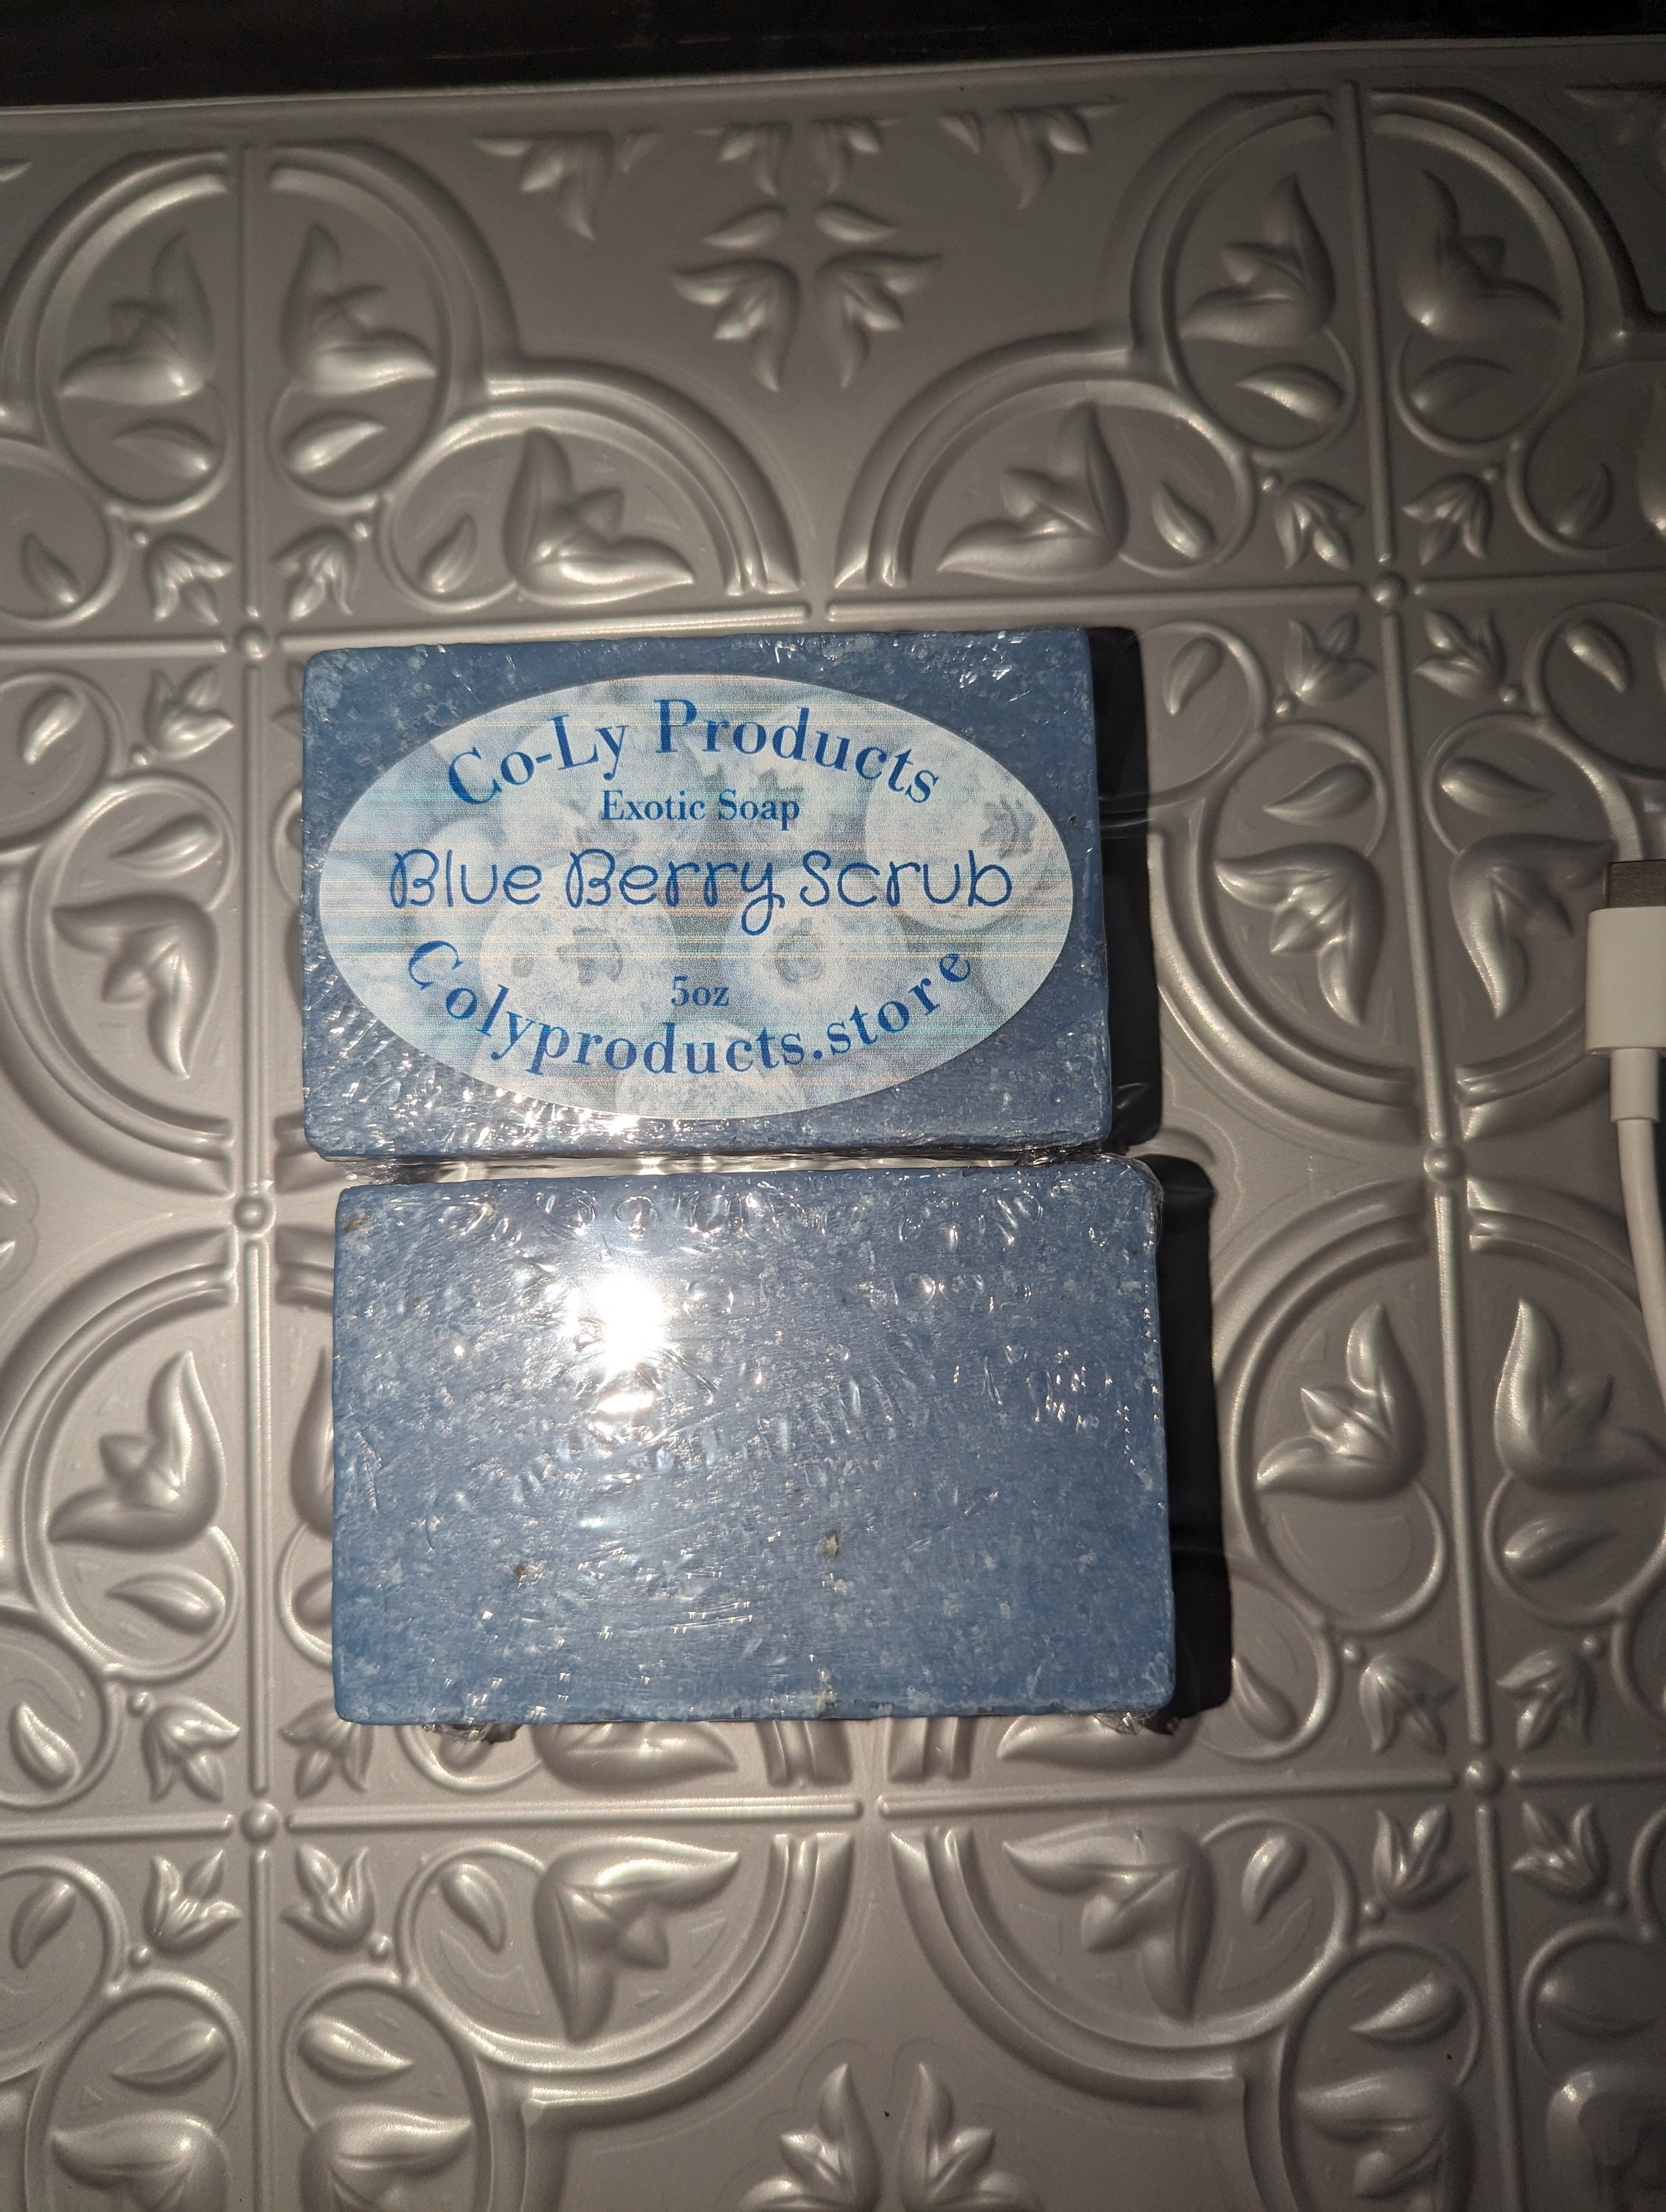 Co-Ly Products
Exotic Soap
Blue Berry Scrub
5oz
Colyproducts.store